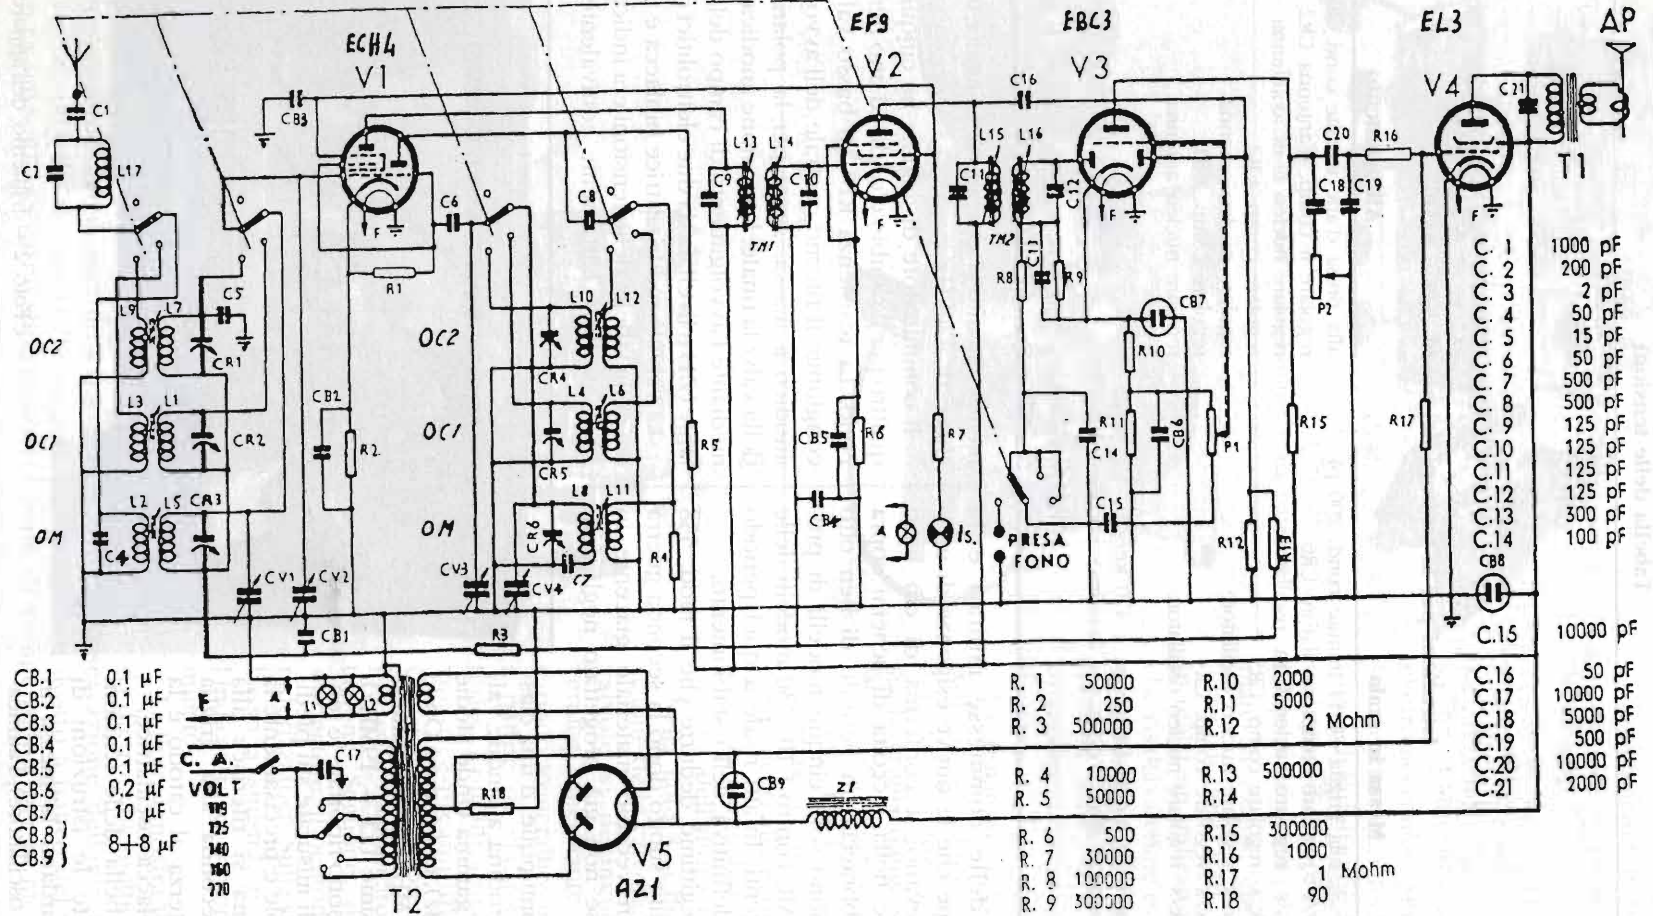 ECH4
V1
EF9
V2
EBC3
V3
EL3
V4
AP
C1
C2
L17
CB3
C6
C8
R1
L13
L14
C9
C10
TM1
C16
L15
L16
C11
C12
TM2
C13
R8
R9
CB7
R10
C20
R16
C18
C19
P2
C21
T1
F
F
F
F
OC2
L9
L7
C5
CR1
OC1
L3
L1
CR2
OM
L2
L5
CR3
C4
CB2
R2
OC2
L10
L12
CR4
OC1
L4
L6
CR5
OM
L8
L11
CR6
C7
R4
R5
CV1
CV2
CV3
CV4
CB1
R3
CB5
R6
R7
CB4
A
Is.
PRESA
FONO
C14
R11
CB6
P1
C15
R12
R13
R15
R17
C. 1 1000 pF
C. 2 200 pF
C. 3 2 pF
C. 4 50 pF
C. 5 15 pF
C. 6 50 pF
C. 7 500 pF
C. 8 500 pF
C. 9 125 pF
C.10 125 pF
C.11 125 pF
C.12 125 pF
C.13 300 pF
C.14 100 pF
CB8
C.15 10000 pF
C.16 50 pF
C.17 10000 pF
C.18 5000 pF
C.19 500 pF
C.20 10000 pF
C.21 2000 pF
CB.1 0.1 µF
CB.2 0.1 µF
CB.3 0.1 µF
CB.4 0.1 µF
CB.5 0.1 µF
CB.6 0.2 µF
CB.7 10 µF
CB.8 }
CB.9 } 8+8 µF
F
A
L1
L2
C. A.
VOLT
C17
125
140
160
T2
R18
V5
AZ1
CB9
Z1
R. 1 50000 R.10 2000
R. 2 250 R.11 5000
R. 3 500000 R.12 2 Mohm
R. 4 10000 R.13 500000
R. 5 50000 R.14
R. 6 500 R.15 300000
R. 7 30000 R.16 1000
R. 8 100000 R.17 1 Mohm
R. 9 300000 R.18 90